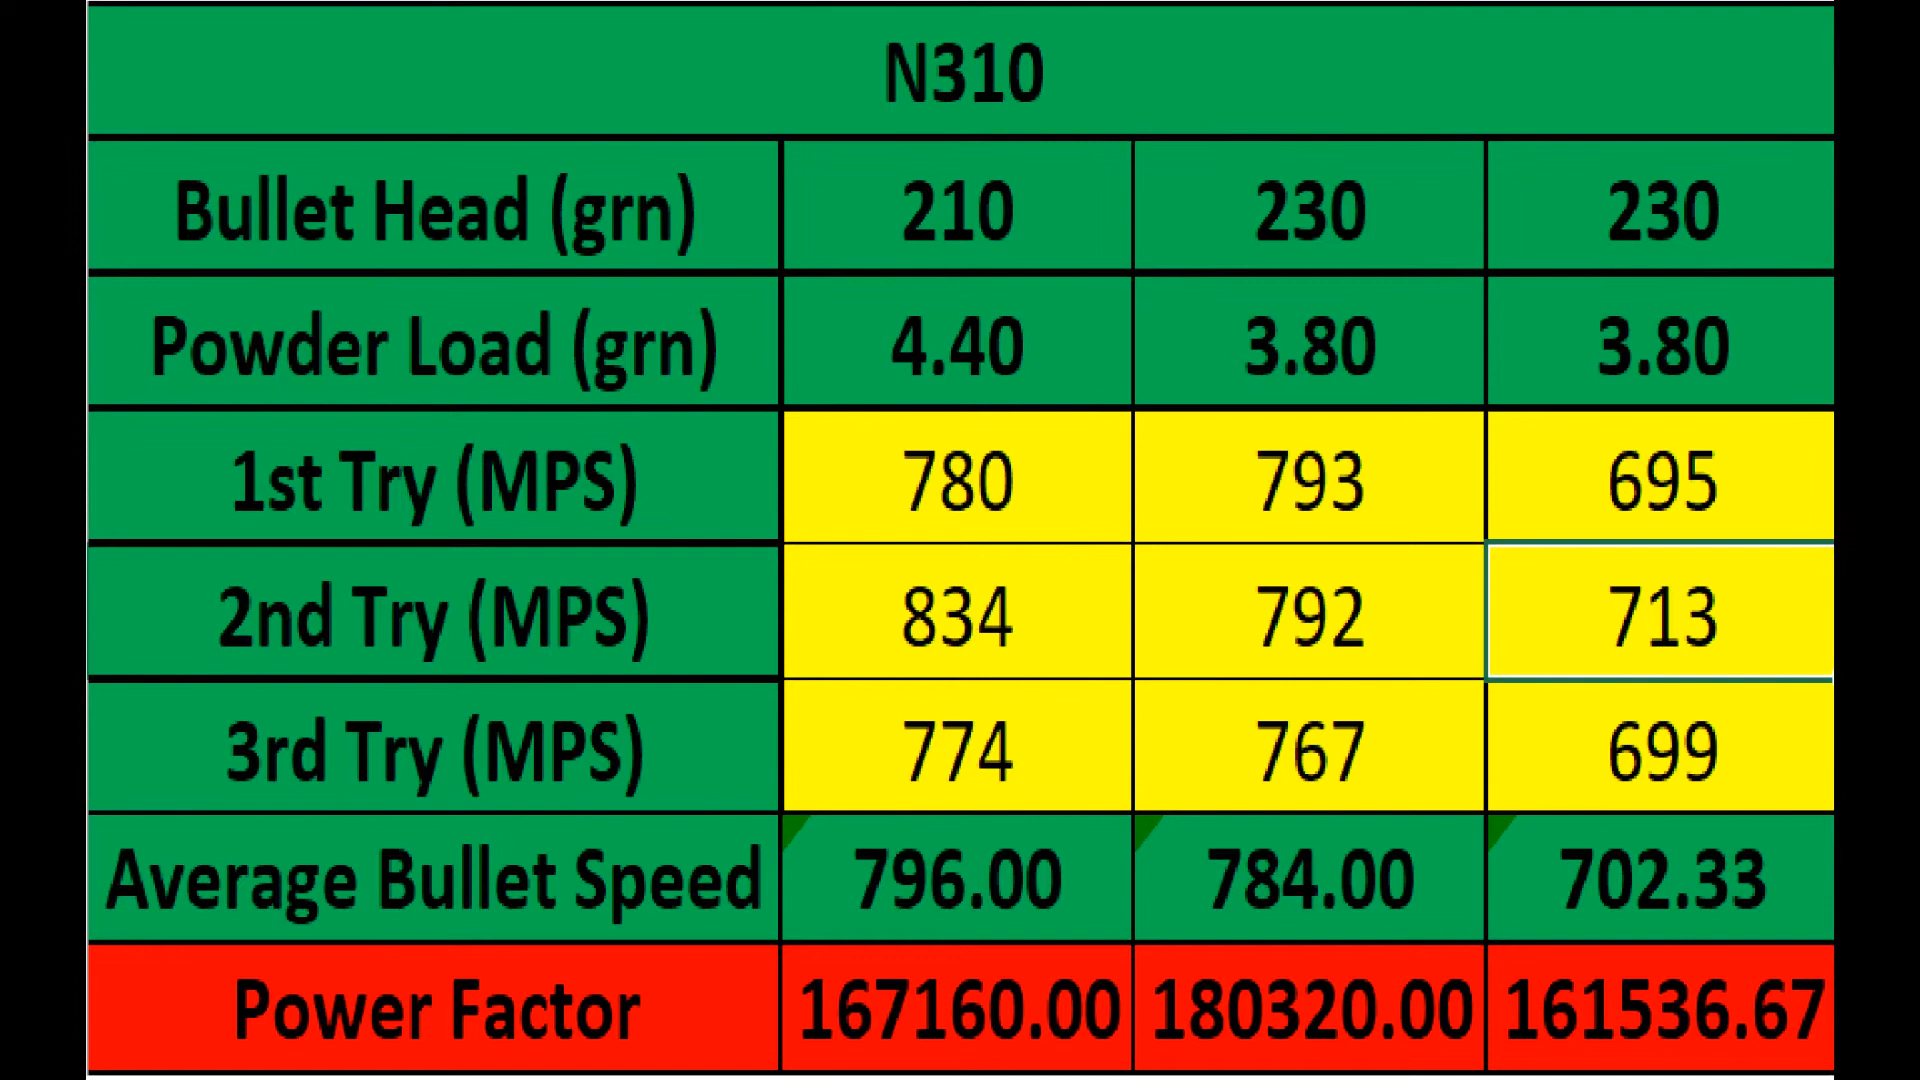 N310
Bullet Head (grn) 210 230 230
Powder Load (grn) 4.40 3.80 3.80
1st Try (MPS) 780 793 695
2nd Try (MPS) 834 792 713
3rd Try (MPS) 774 767 699
Average Bullet Speed 796.00 784.00 702.33
Power Factor 167160.00 180320.00 161536.67